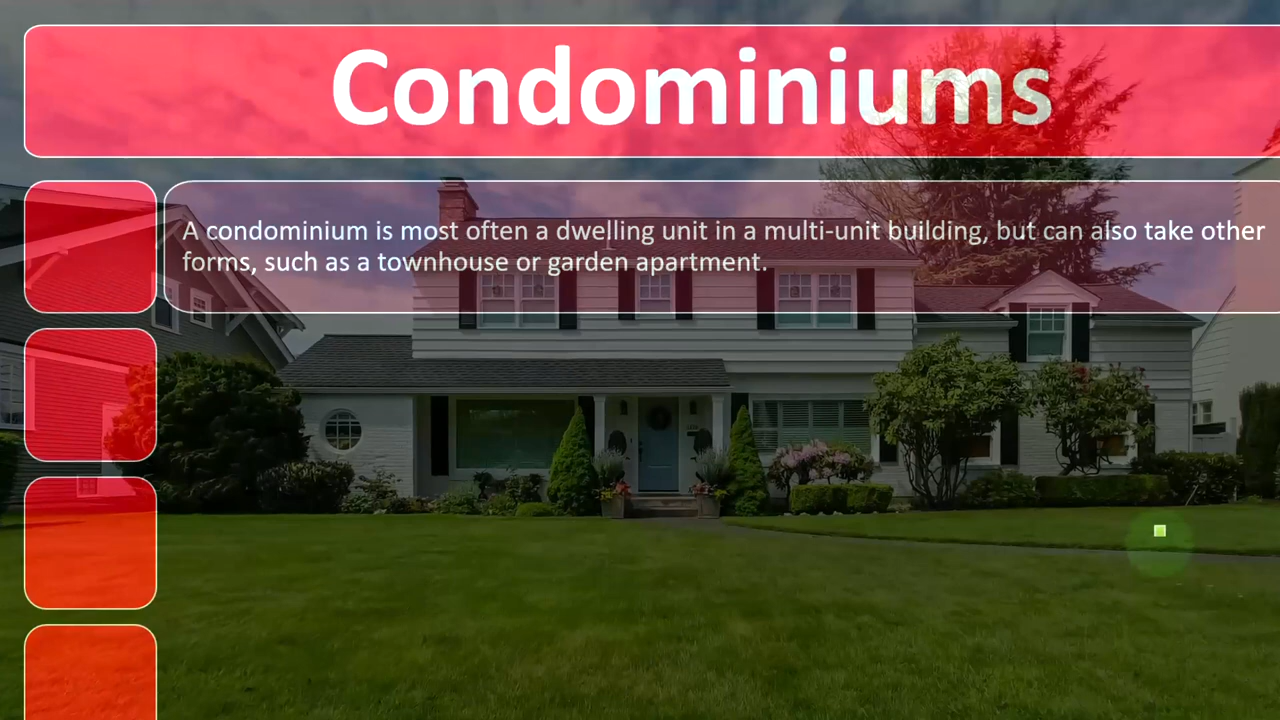 Condominiums
A condominium is most often a dwelling unit in a multi-unit building, but can also take other
forms, such as a townhouse or garden apartment.